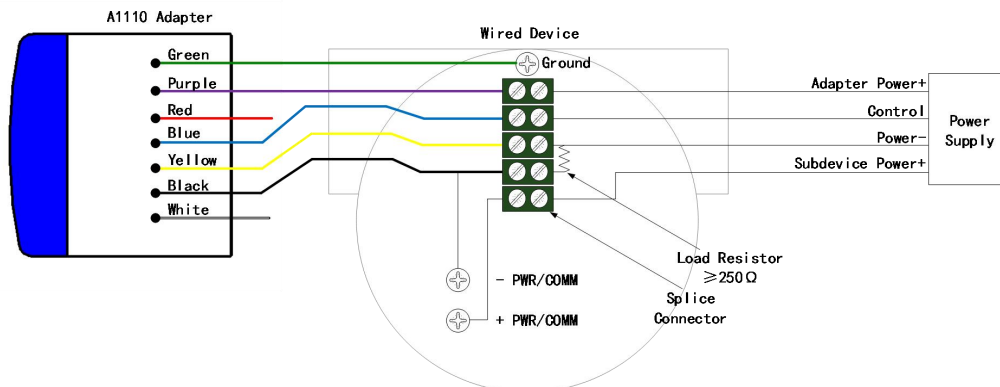 A1110 Adapter
Wired Device
Green
Ground
Purple
Adapter Power+
Red
Control
Blue
Power-
Power
Supply
Yellow
Subdevice Power+
Black
White
Load Resistor
≥250Ω
- PWR/COMM
Splice
Connector
+ PWR/COMM